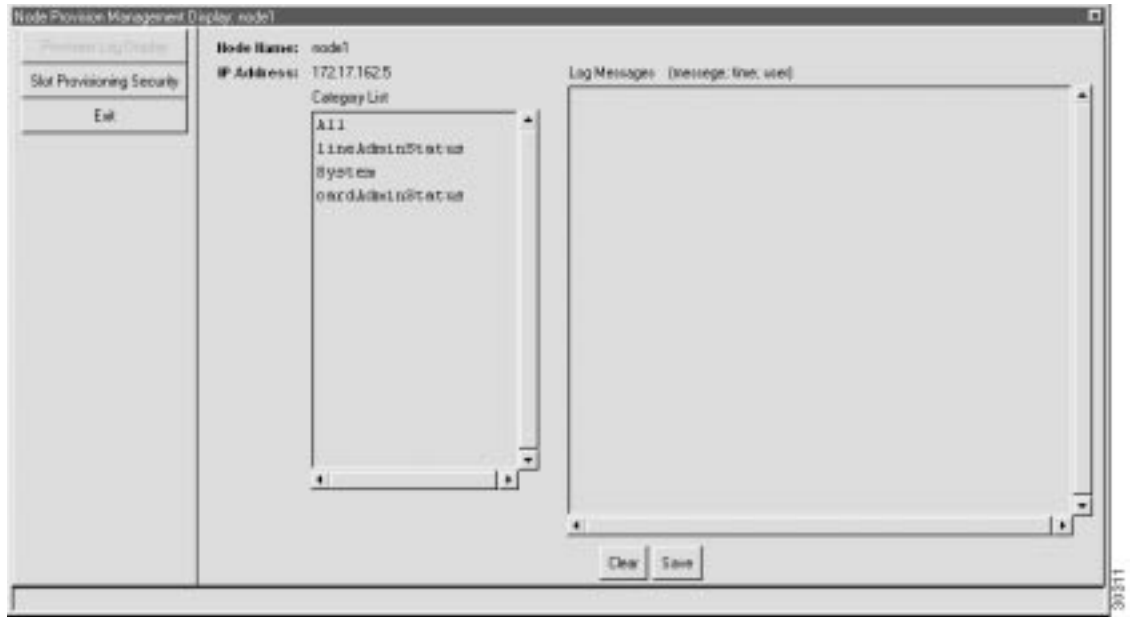 Node Provision Management Display: node1
Provision Log Display
Slot Provisioning Security
Exit
Node Name: node1
IP Address: 172.17.162.5
Category List
All
lineAdminStatus
System
cardAdminStatus
Log Messages (message; time; user)
Clear Save
30311